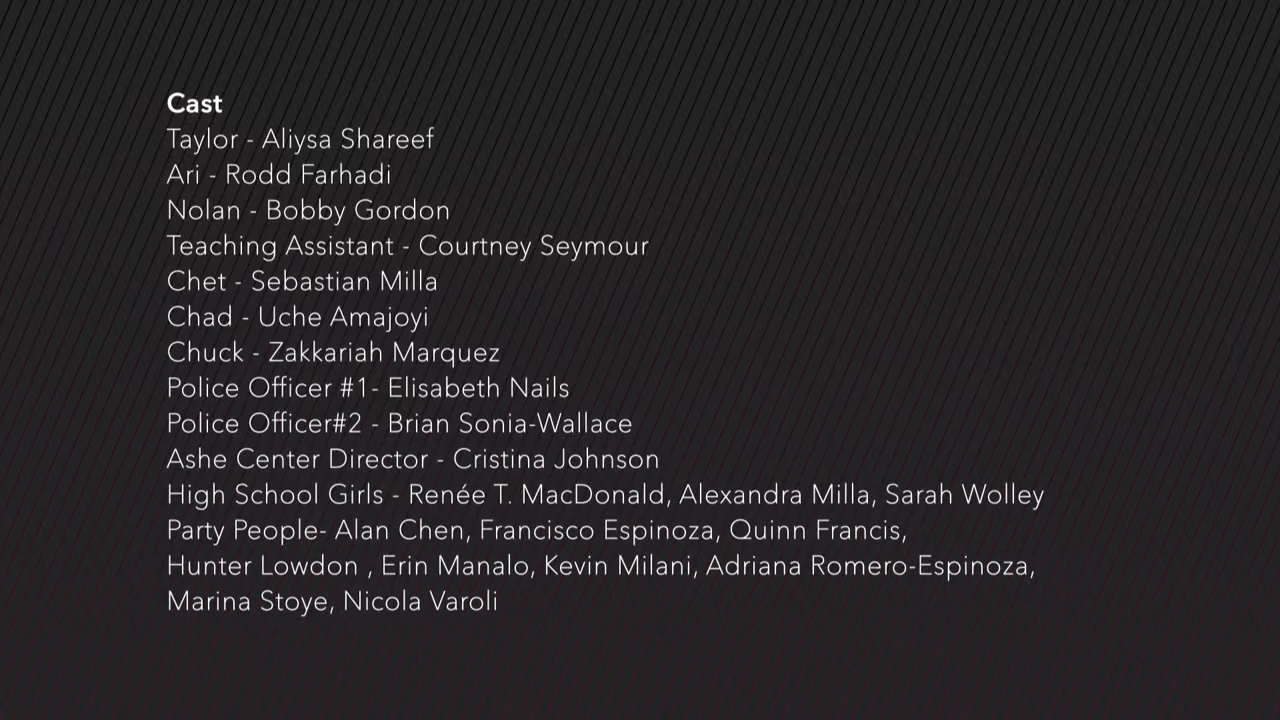 Cast
Taylor - Aliysa Shareef
Ari - Rodd Farhadi
Nolan - Bobby Gordon
Teaching Assistant - Courtney Seymour
Chet - Sebastian Milla
Chad - Uche Amajoyi
Chuck - Zakkariah Marquez
Police Officer #1- Elisabeth Nails
Police Officer#2 - Brian Sonia-Wallace
Ashe Center Director - Cristina Johnson
High School Girls - Renée T. MacDonald, Alexandra Milla, Sarah Wolley
Party People- Alan Chen, Francisco Espinoza, Quinn Francis,
Hunter Lowdon , Erin Manalo, Kevin Milani, Adriana Romero-Espinoza,
Marina Stoye, Nicola Varoli